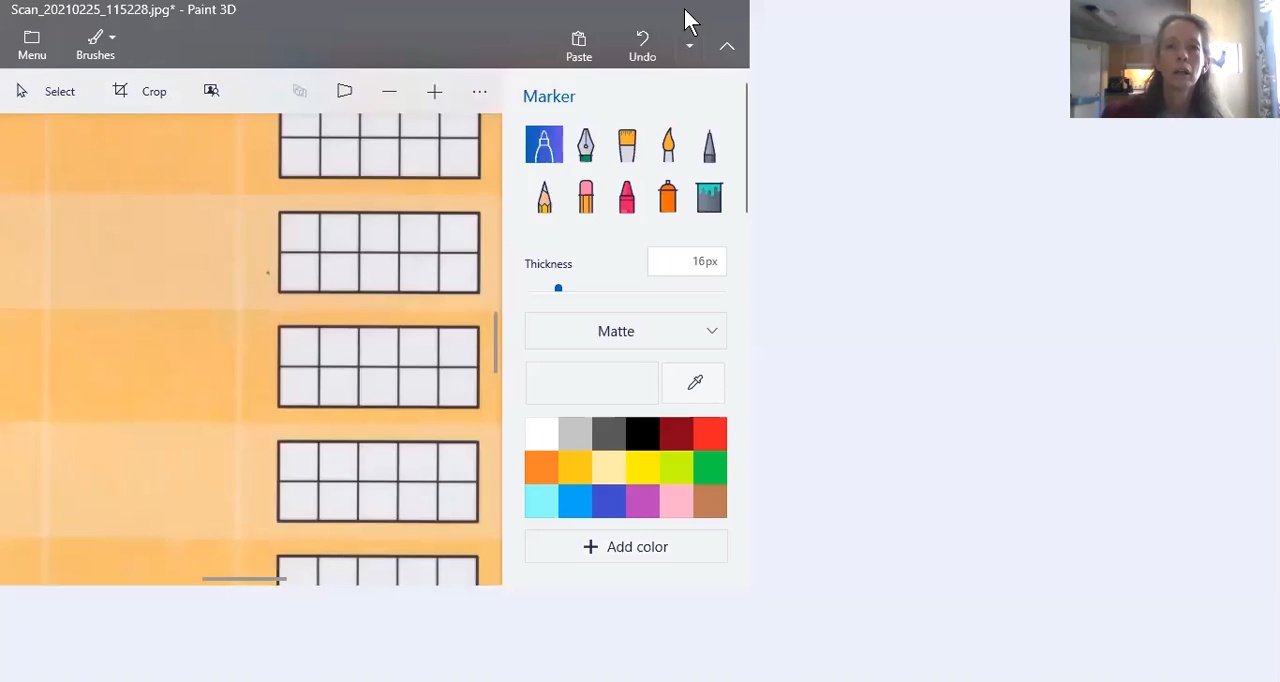 Scan_20210225_115228.jpg* - Paint 3D
Menu
Brushes
Paste
Undo
Select
Crop
Marker
Thickness
16px
Matte
Add color